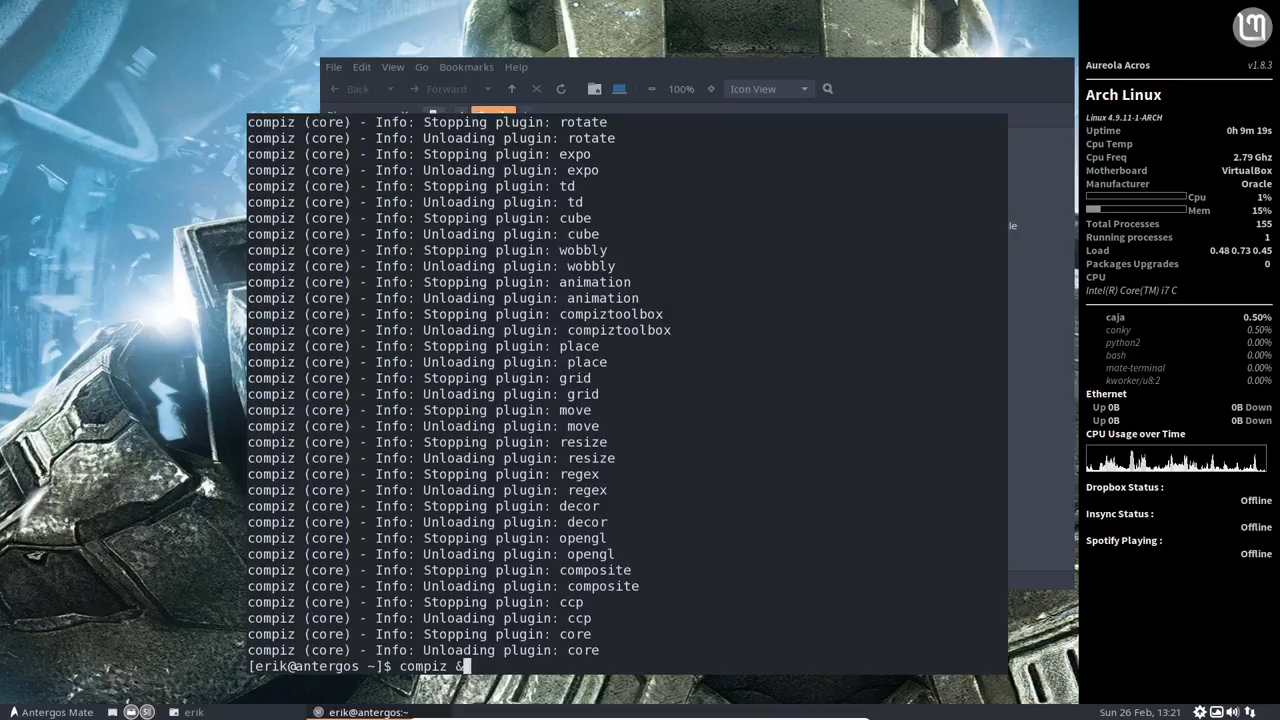 File Edit View Go Bookmarks Help
Back Forward 100% Icon View
compiz (core) - Info: Stopping plugin: rotate
compiz (core) - Info: Unloading plugin: rotate
compiz (core) - Info: Stopping plugin: expo
compiz (core) - Info: Unloading plugin: expo
compiz (core) - Info: Stopping plugin: td
compiz (core) - Info: Unloading plugin: td
compiz (core) - Info: Stopping plugin: cube
compiz (core) - Info: Unloading plugin: cube
compiz (core) - Info: Stopping plugin: wobbly
compiz (core) - Info: Unloading plugin: wobbly
compiz (core) - Info: Stopping plugin: animation
compiz (core) - Info: Unloading plugin: animation
compiz (core) - Info: Stopping plugin: compiztoolbox
compiz (core) - Info: Unloading plugin: compiztoolbox
compiz (core) - Info: Stopping plugin: place
compiz (core) - Info: Unloading plugin: place
compiz (core) - Info: Stopping plugin: grid
compiz (core) - Info: Unloading plugin: grid
compiz (core) - Info: Stopping plugin: move
compiz (core) - Info: Unloading plugin: move
compiz (core) - Info: Stopping plugin: resize
compiz (core) - Info: Unloading plugin: resize
compiz (core) - Info: Stopping plugin: regex
compiz (core) - Info: Unloading plugin: regex
compiz (core) - Info: Stopping plugin: decor
compiz (core) - Info: Unloading plugin: decor
compiz (core) - Info: Stopping plugin: opengl
compiz (core) - Info: Unloading plugin: opengl
compiz (core) - Info: Stopping plugin: composite
compiz (core) - Info: Unloading plugin: composite
compiz (core) - Info: Stopping plugin: ccp
compiz (core) - Info: Unloading plugin: ccp
compiz (core) - Info: Stopping plugin: core
compiz (core) - Info: Unloading plugin: core
[erik@antergos ~]$ compiz &
Aureola Acros v1.8.3
Arch Linux
Linux 4.9.11-1-ARCH
Uptime 0h 9m 19s
Cpu Temp
Cpu Freq 2.79 Ghz
Motherboard VirtualBox
Manufacturer Oracle
Cpu 1%
Mem 15%
Total Processes 155
Running processes 1
Load 0.48 0.73 0.45
Packages Upgrades 0
CPU
Intel(R) Core(TM) i7 C
caja 0.50%
conky 0.00%
python2 0.00%
bash 0.00%
mate-terminal 0.00%
kworker/u8:2 0.00%
Ethernet
Up 0B 0B Down
Up 0B 0B Down
CPU Usage over Time
Dropbox Status :
Offline
Insync Status :
Offline
Spotify Playing :
Offline
Antergos Mate erik erik@antergos:~ Sun 26 Feb, 13:21